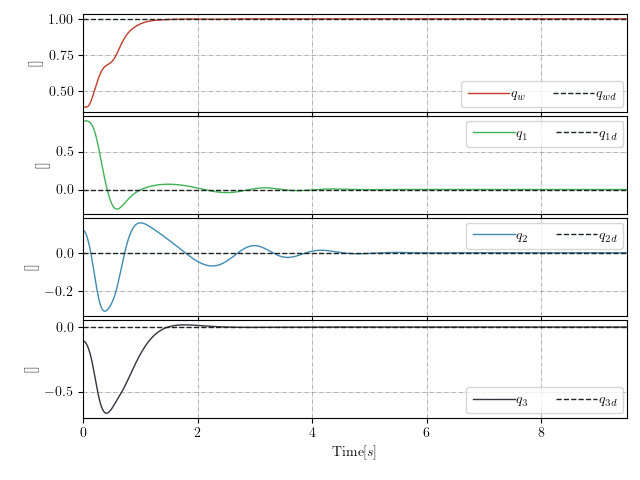 1.00
0.75
0.50
[]
q_w q_{wd}
0.5
0.0
[]
q_1 q_{1d}
0.0
−0.2
[]
q_2 q_{2d}
0.0
−0.5
[]
q_3 q_{3d}
0 2 4 6 8
Time[s]